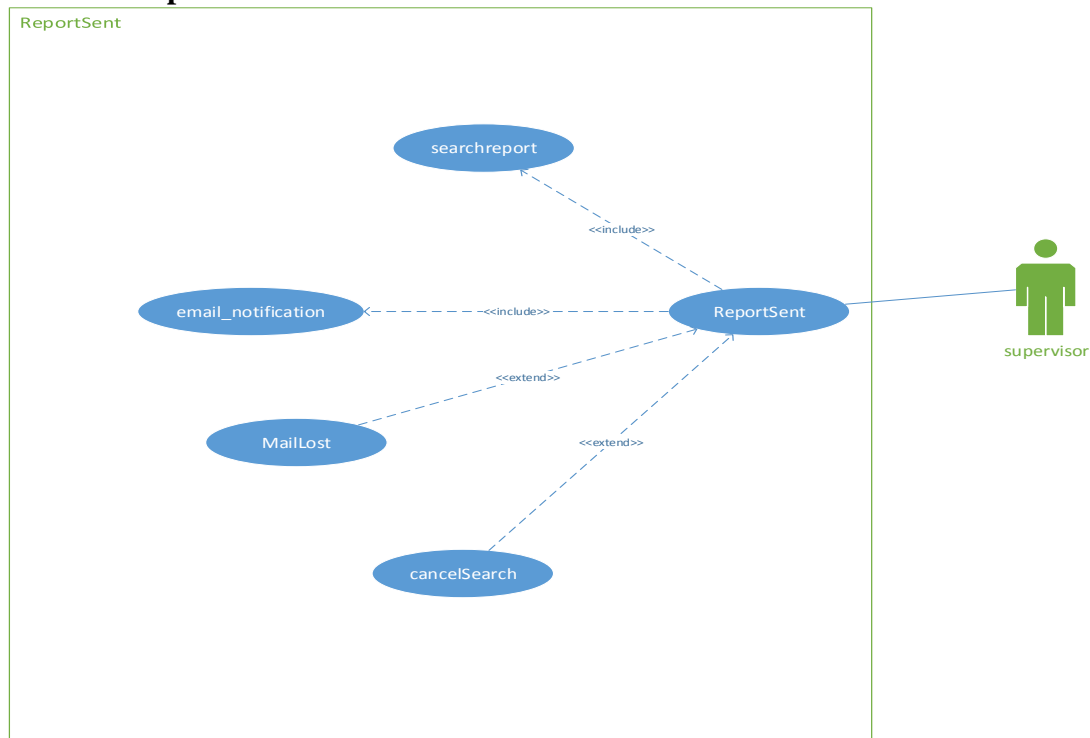 ReportSent
searchreport
<<include>>
email_notification
<<include>>
ReportSent
supervisor
<<extend>>
MailLost
<<extend>>
cancelSearch